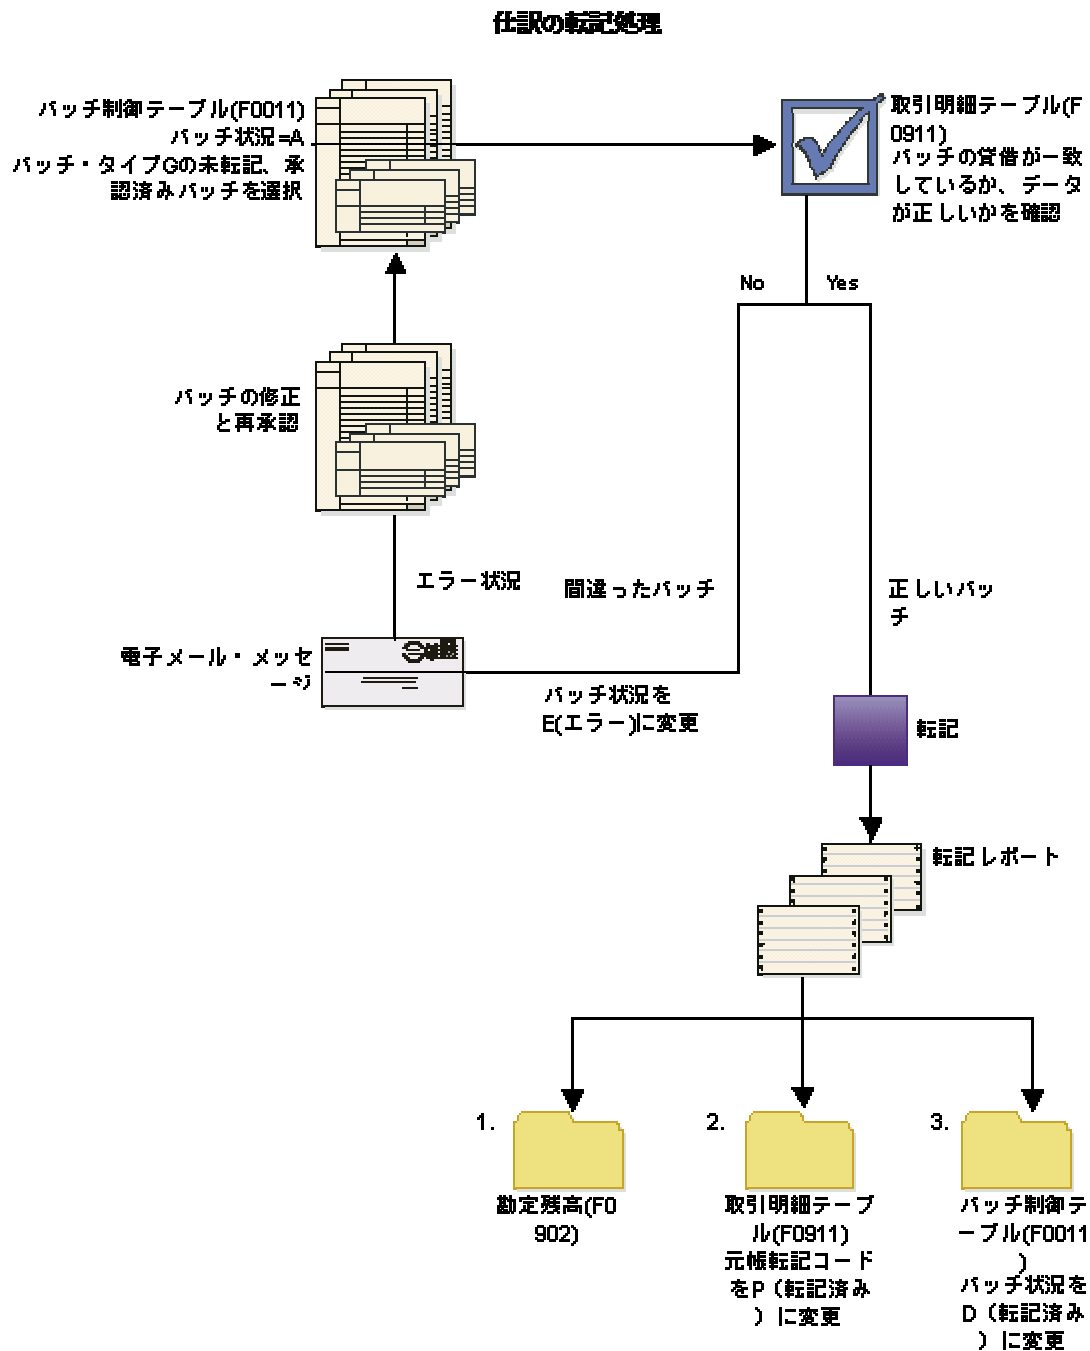 仕訳の転記処理
バッチ制御テーブル(F0011)
バッチ状況=A
バッチ・タイプGの未転記、承
認済みバッチを選択
取引明細テーブル(F
0911)
バッチの貸借が一致
しているか、データ
が正しいかを確認
No
Yes
バッチの修正
と再承認
エラー状況
間違ったバッチ
正しいバッ
チ
電子メール・メッセ
ージ
バッチ状況を
E(エラー)に変更
転記
転記レポート
1.
2.
3.
勘定残高(F0
902)
取引明細テーブ
ル(F0911)
元帳転記コード
をP（転記済み
）に変更
バッチ制御テ
ーブル(F0011
)
バッチ状況を
D（転記済み
）に変更